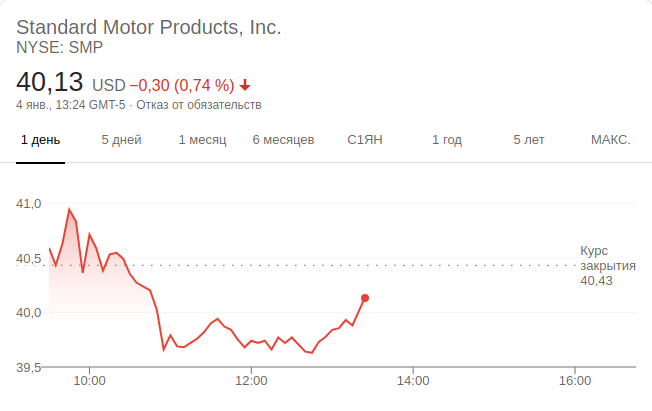 Standard Motor Products, Inc.
NYSE: SMP
40,13 USD −0,30 (0,74 %)
4 янв., 13:24 GMT-5 · Отказ от обязательств
1 день 5 дней 1 месяц 6 месяцев С1ЯН 1 год 5 лет МАКС.
41,0
40,5
40,0
39,5
Курс
закрытия
40,43
10:00 12:00 14:00 16:00